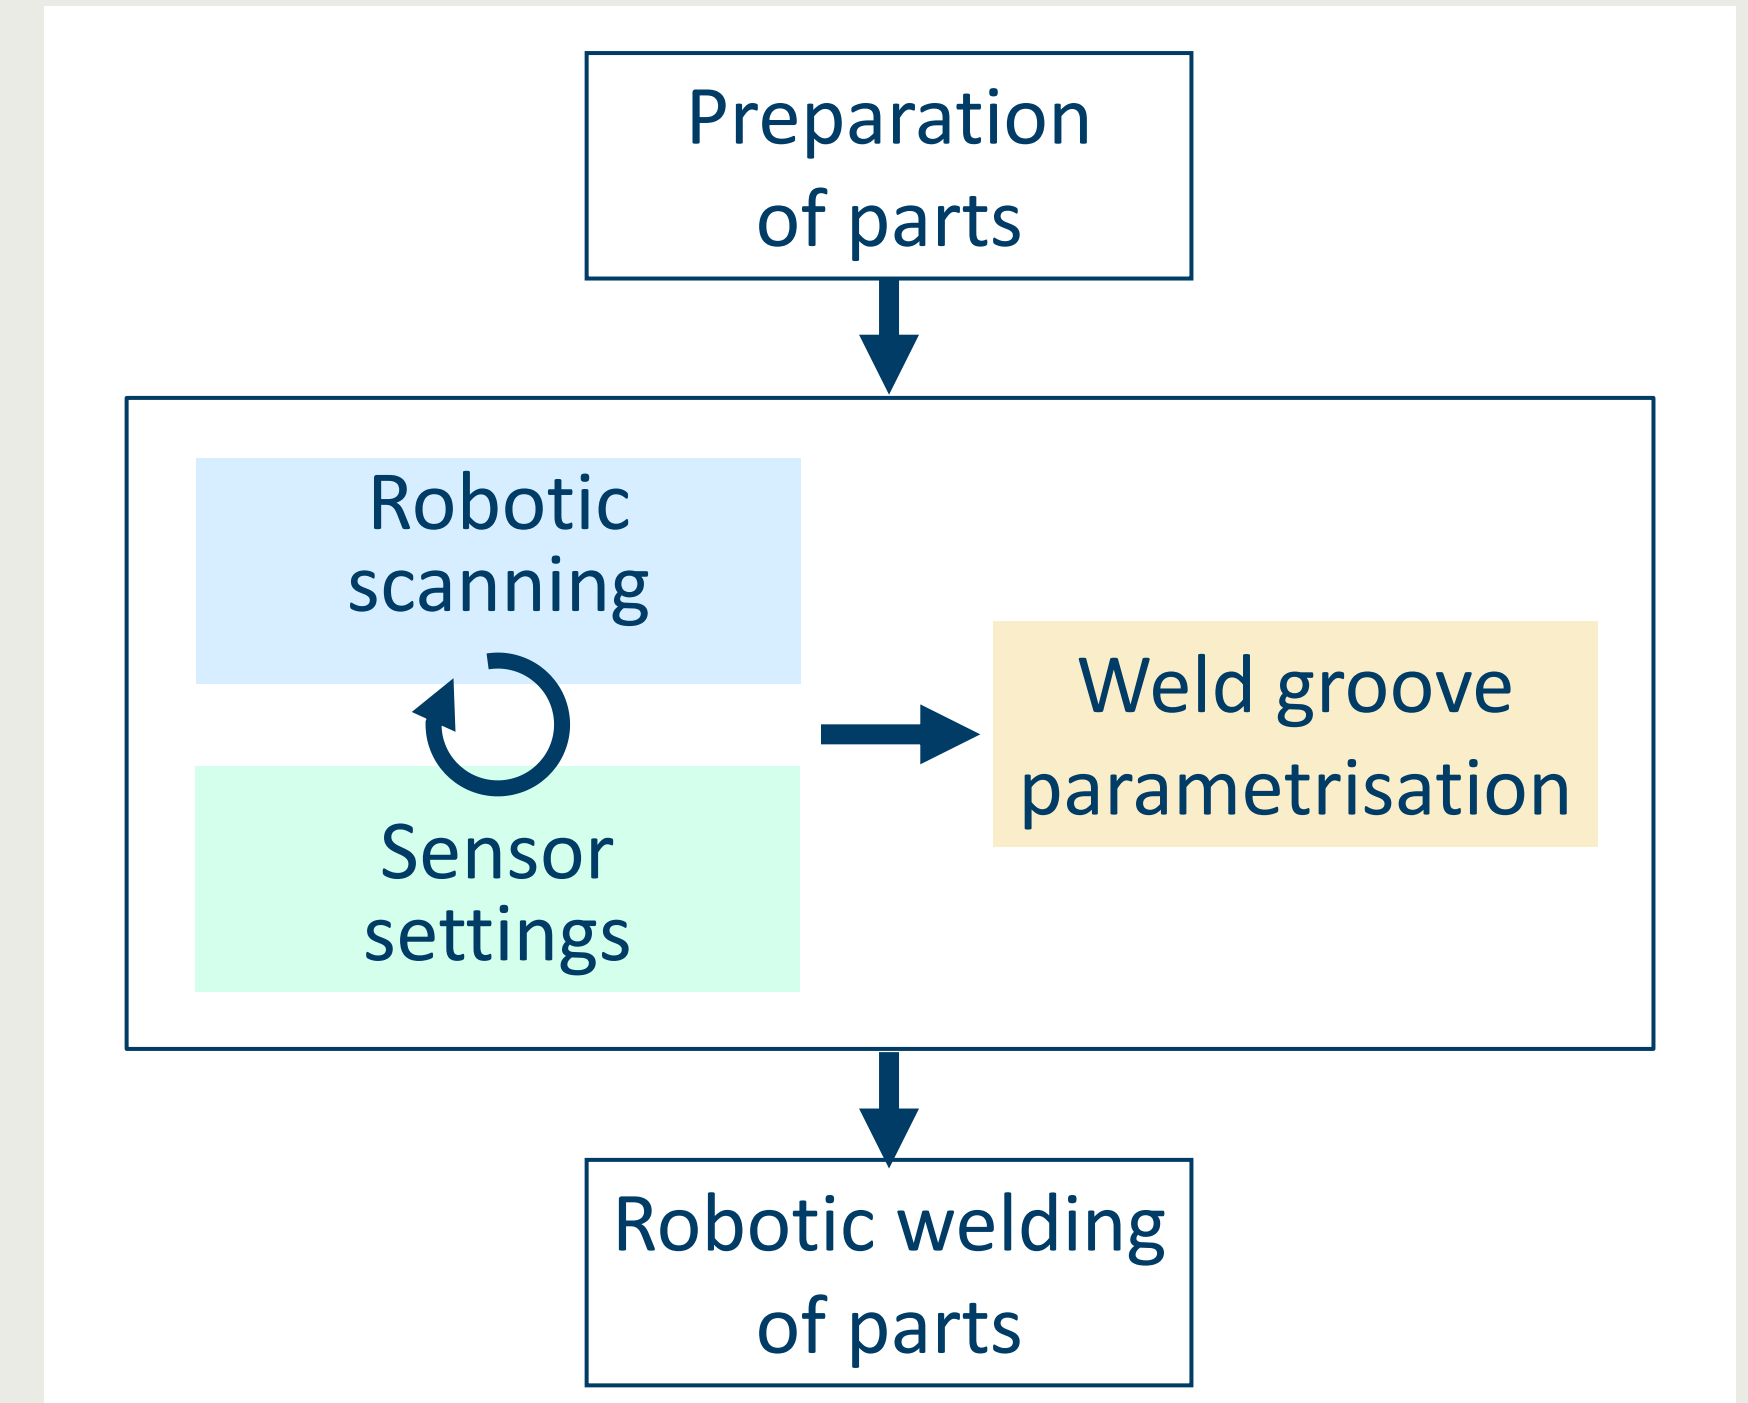 Preparation
of parts
Robotic
scanning
Sensor
settings
Weld groove
parametrisation
Robotic welding
of parts